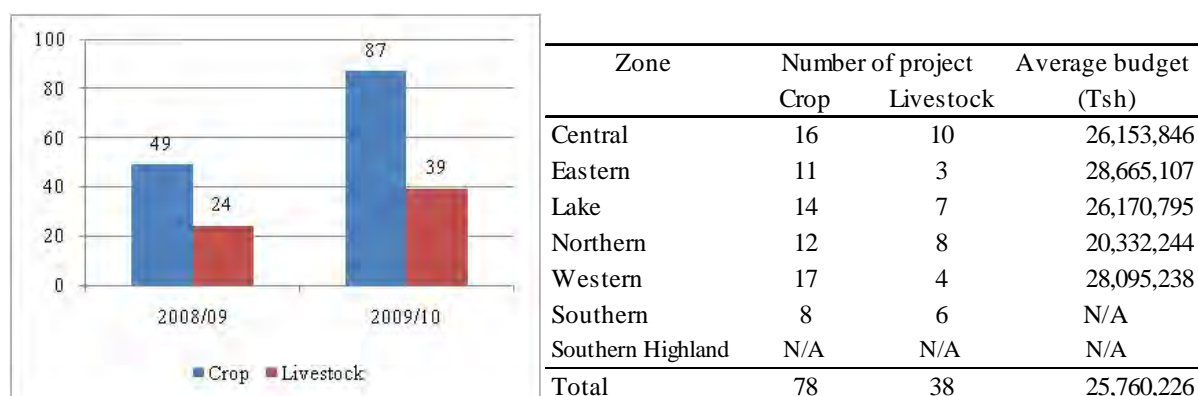 100
80
60
40
20
0
49
24
87
39
2008/09 2009/10
Crop Livestock
Zone Number of project Average budget
Crop Livestock (Tsh)
Central 16 10 26,153,846
Eastern 11 3 28,665,107
Lake 14 7 26,170,795
Northern 12 8 20,332,244
Western 17 4 28,095,238
Southern 8 6 N/A
Southern Highland N/A N/A N/A
Total 78 38 25,760,226